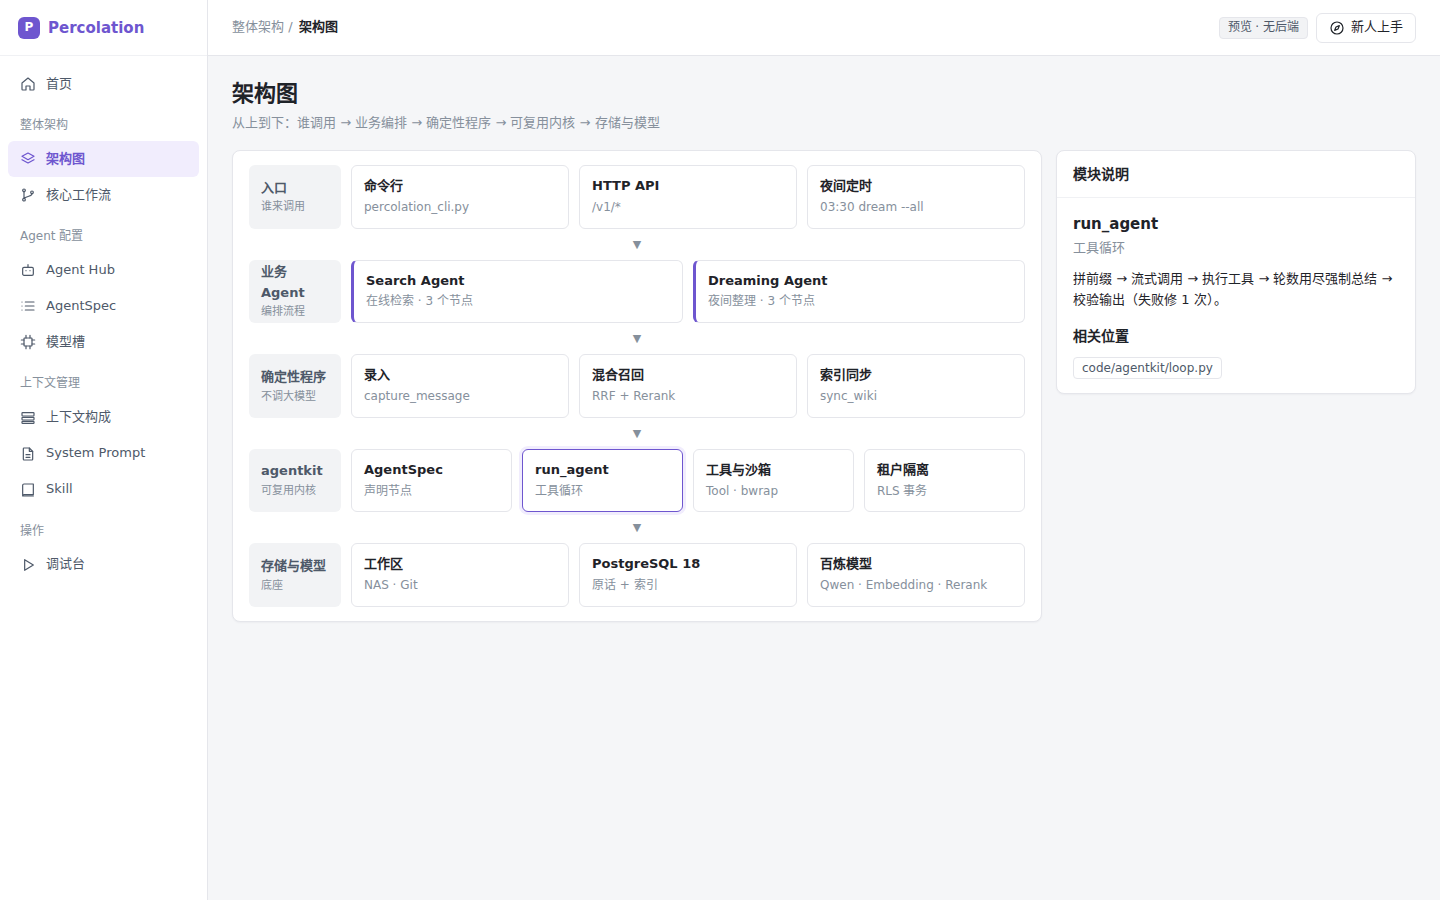 P Percolation
整体架构 / 架构图
预览 · 无后端
新人上手
首页
整体架构
架构图
核心工作流
Agent 配置
Agent Hub
AgentSpec
模型槽
上下文管理
上下文构成
System Prompt
Skill
操作
调试台
架构图
从上到下：谁调用 → 业务编排 → 确定性程序 → 可复用内核 → 存储与模型
入口
谁来调用
命令行
percolation_cli.py
HTTP API
/v1/*
夜间定时
03:30 dream --all
▼
业务
Agent
编排流程
Search Agent
在线检索 · 3 个节点
Dreaming Agent
夜间整理 · 3 个节点
▼
确定性程序
不调大模型
录入
capture_message
混合召回
RRF + Rerank
索引同步
sync_wiki
▼
agentkit
可复用内核
AgentSpec
声明节点
run_agent
工具循环
工具与沙箱
Tool · bwrap
租户隔离
RLS 事务
▼
存储与模型
底座
工作区
NAS · Git
PostgreSQL 18
原话 + 索引
百炼模型
Qwen · Embedding · Rerank
模块说明
run_agent
工具循环
拼前缀 → 流式调用 → 执行工具 → 轮数用尽强制总结 →
校验输出（失败修 1 次）。
相关位置
code/agentkit/loop.py